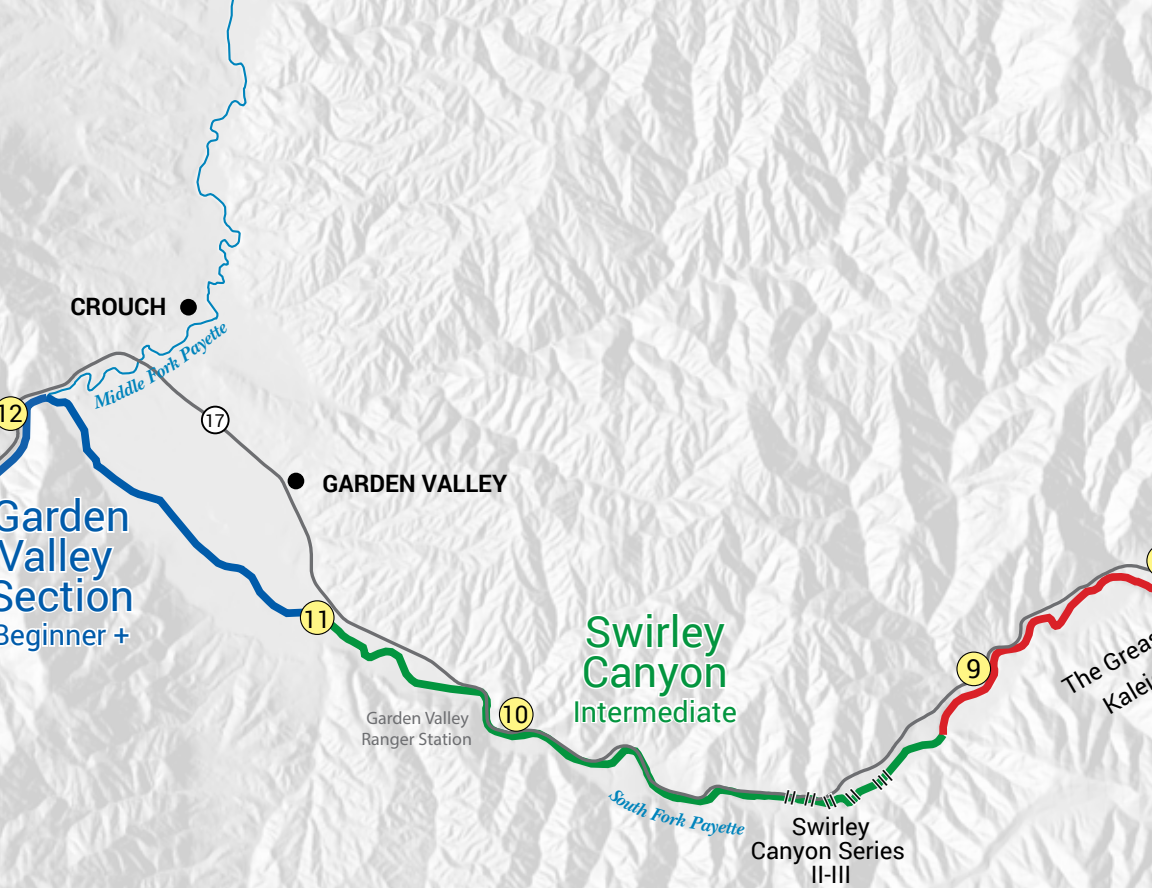 CROUCH
Middle Fork Payette
12
17
GARDEN VALLEY
Garden
Valley
Section
Beginner +
11
Swirley
Canyon
Intermediate
10
Garden Valley
Ranger Station
9
South Fork Payette
Swirley
Canyon Series
II-III
The